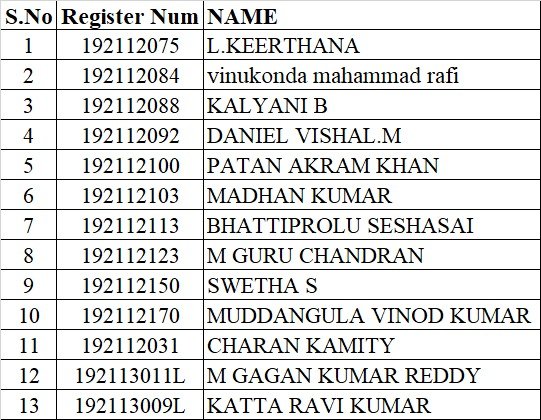 S.No Register Num NAME
1 192112075 L.KEERTHANA
2 192112084 vinukonda mahammad rafi
3 192112088 KALYANI B
4 192112092 DANIEL VISHAL.M
5 192112100 PATAN AKRAM KHAN
6 192112103 MADHAN KUMAR
7 192112113 BHATTIPROLU SESHASAI
8 192112123 M GURU CHANDRAN
9 192112150 SWETHA S
10 192112170 MUDDANGULA VINOD KUMAR
11 192112031 CHARAN KAMITY
12 192113011L M GAGAN KUMAR REDDY
13 192113009L KATTA RAVI KUMAR